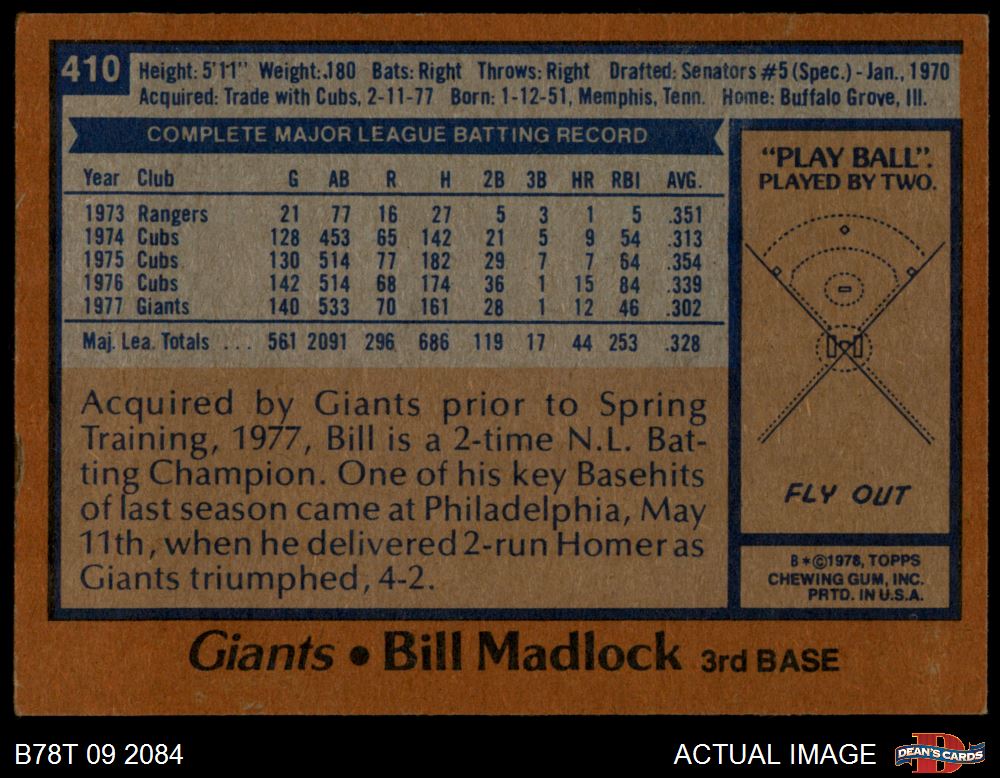 410
Height: 5'11" Weight: 180 Bats: Right Throws: Right Drafted: Senators #5 (Spec.) - Jan., 1970
Acquired: Trade with Cubs, 2-11-77 Born: 1-12-51, Memphis, Tenn. Home: Buffalo Grove, Ill.
COMPLETE MAJOR LEAGUE BATTING RECORD
Year Club G AB R H 2B 3B HR RBI AVG.
1973 Rangers 21 77 16 27 5 3 1 5 .351
1974 Cubs 128 453 65 142 21 5 9 54 .313
1975 Cubs 130 514 77 182 29 7 7 64 .354
1976 Cubs 142 514 68 174 36 1 15 84 .339
1977 Giants 140 533 70 161 28 1 12 46 .302
Maj. Lea. Totals ... 561 2091 296 686 119 17 44 253 .328
Acquired by Giants prior to Spring
Training, 1977, Bill is a 2-time N.L. Bat-
ting Champion. One of his key Basehits
of last season came at Philadelphia, May
11th, when he delivered 2-run Homer as
Giants triumphed, 4-2.
"PLAY BALL".
PLAYED BY TWO.
FLY OUT
B*©1978, TOPPS
CHEWING GUM, INC.
PRTD. IN U.S.A.
Giants • Bill Madlock 3rd BASE
B78T 09 2084
ACTUAL IMAGE
DEAN'S CARDS